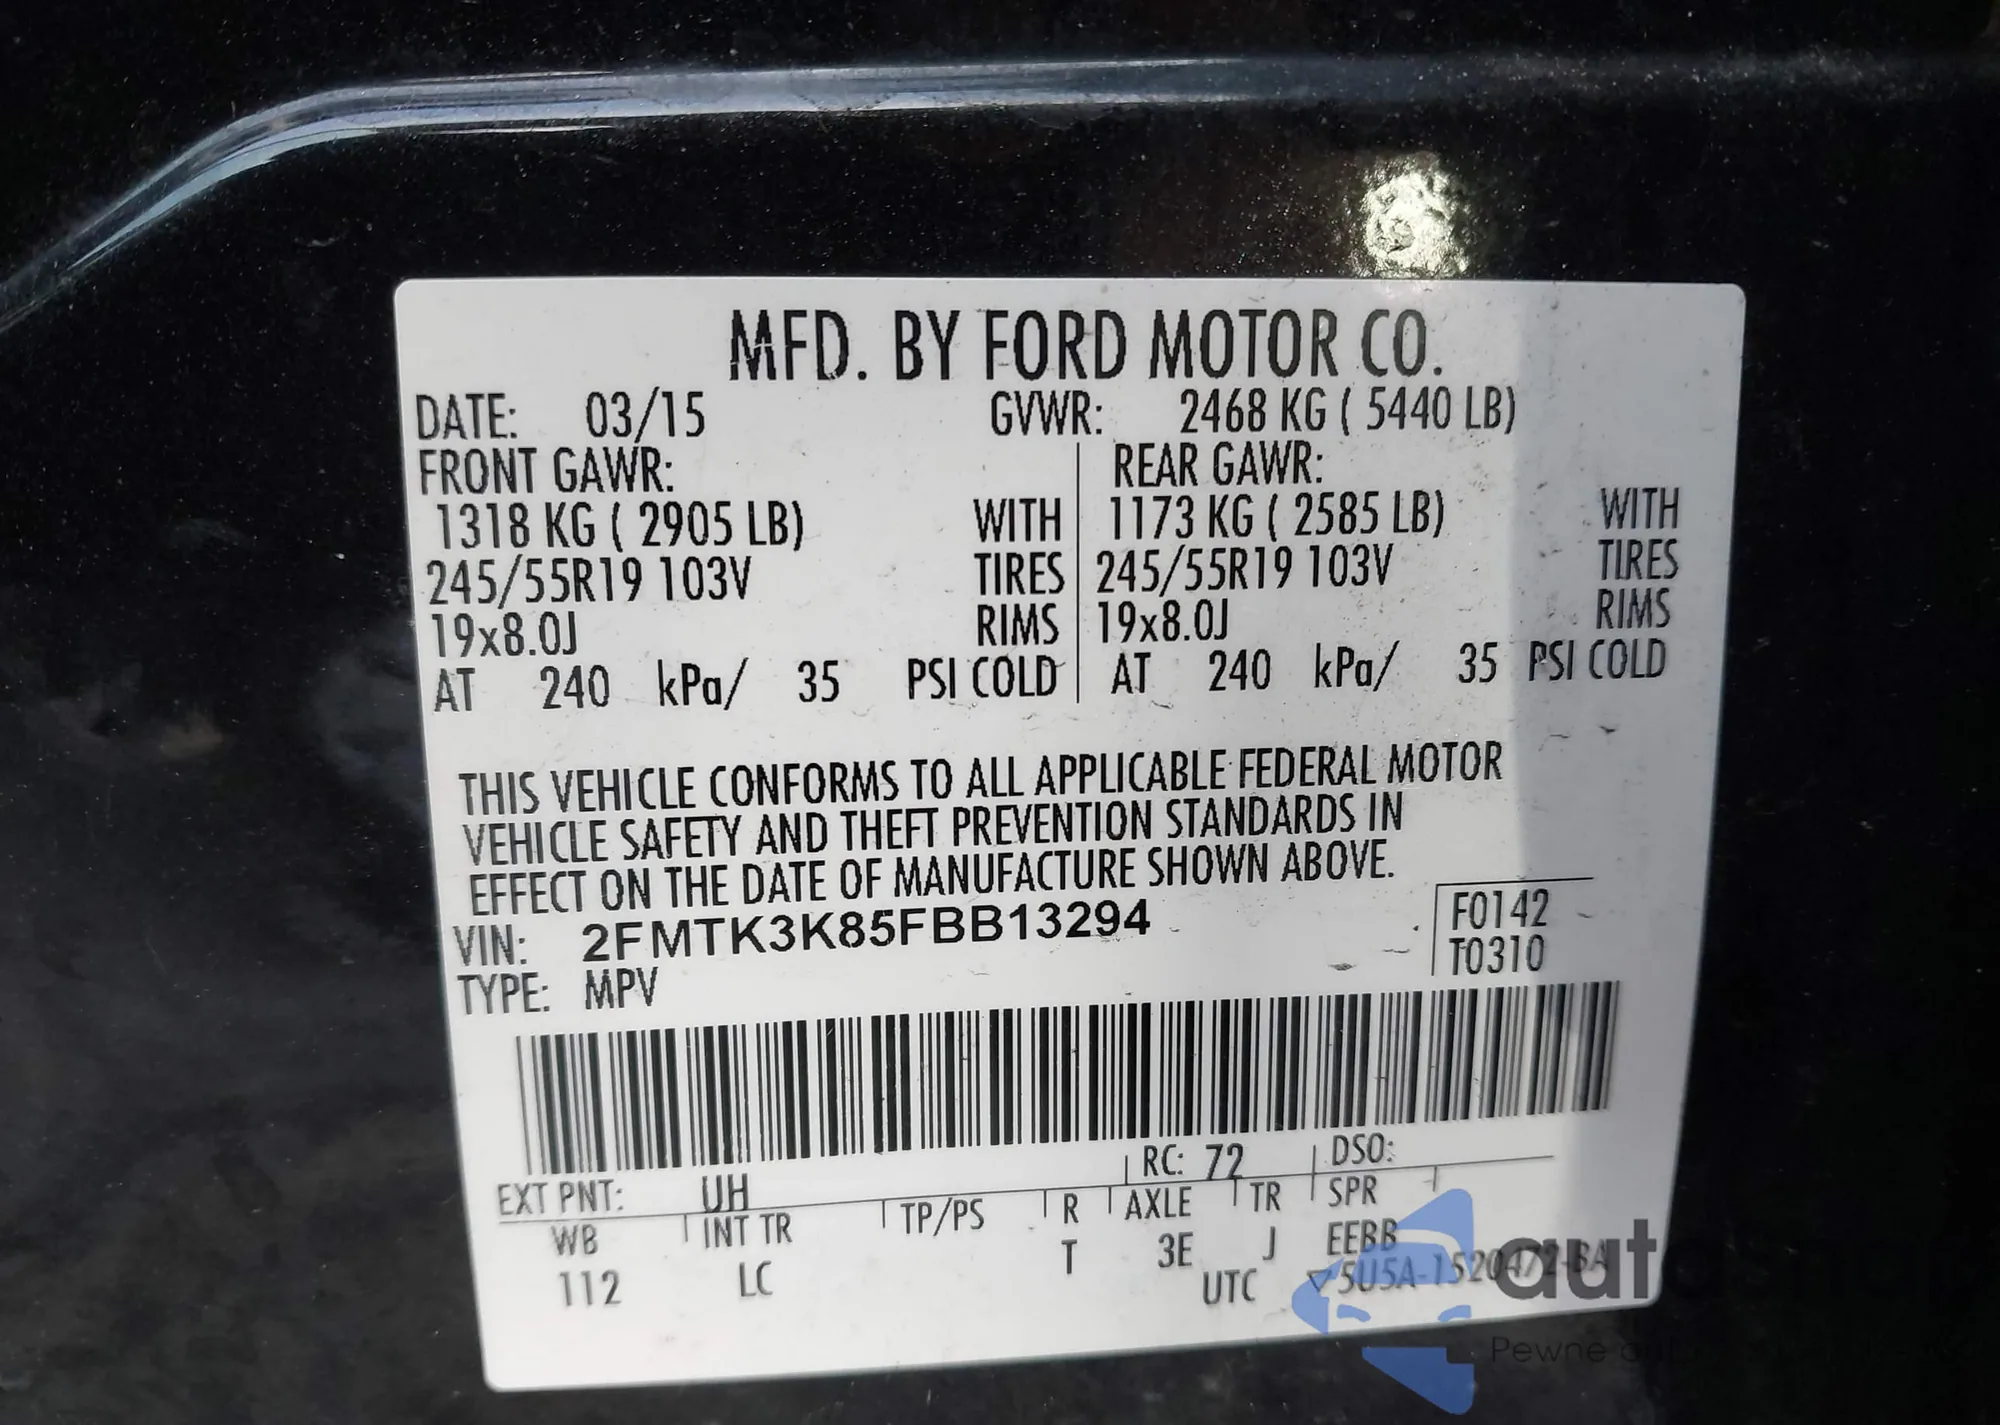 MFD. BY FORD MOTOR CO.
DATE: 03/15 GVWR: 2468 KG ( 5440 LB)
FRONT GAWR: REAR GAWR:
1318 KG ( 2905 LB) WITH 1173 KG ( 2585 LB) WITH
245/55R19 103V TIRES 245/55R19 103V TIRES
19x8.0J RIMS 19x8.0J RIMS
AT 240 kPa/ 35 PSI COLD AT 240 kPa/ 35 PSI COLD
THIS VEHICLE CONFORMS TO ALL APPLICABLE FEDERAL MOTOR
VEHICLE SAFETY AND THEFT PREVENTION STANDARDS IN
EFFECT ON THE DATE OF MANUFACTURE SHOWN ABOVE.
VIN: 2FMTK3K85FBB13294
F0142
T0310
TYPE: MPV
RC: 72 DSO:
EXT PNT: UH
WB INT TR TP/PS R AXLE TR SPR
112 LC T 3E J EEBB
UTC ▽5U5A-1520472-BA
Pewne